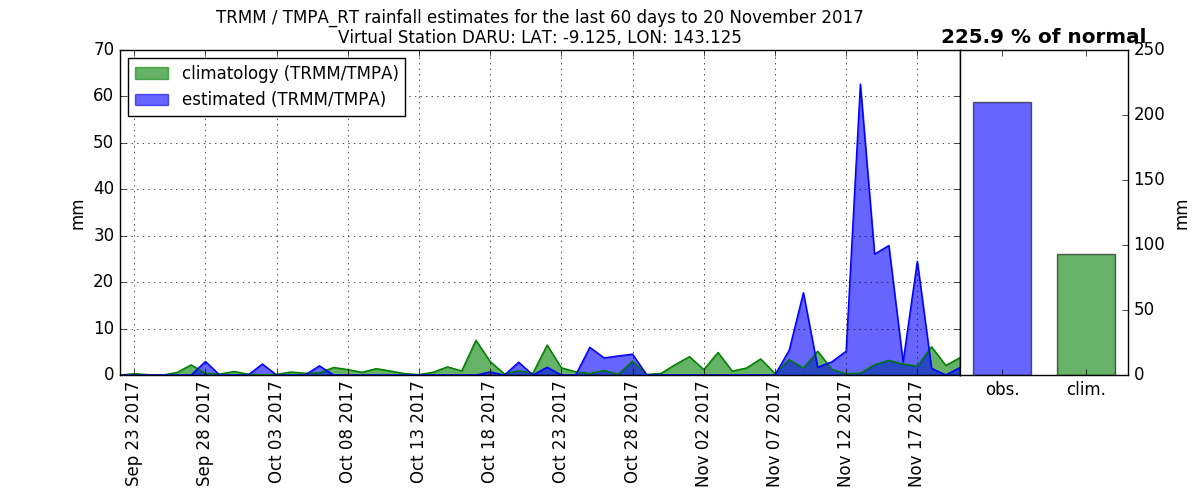 TRMM / TMPA_RT rainfall estimates for the last 60 days to 20 November 2017
Virtual Station DARU: LAT: -9.125, LON: 143.125
225.9 % of normal
climatology (TRMM/TMPA)
estimated (TRMM/TMPA)
70
60
50
40
30
20
10
0
mm
Sep 23 2017
Sep 28 2017
Oct 03 2017
Oct 08 2017
Oct 13 2017
Oct 18 2017
Oct 23 2017
Oct 28 2017
Nov 02 2017
Nov 07 2017
Nov 12 2017
Nov 17 2017
250
200
150
100
50
0
mm
obs.
clim.